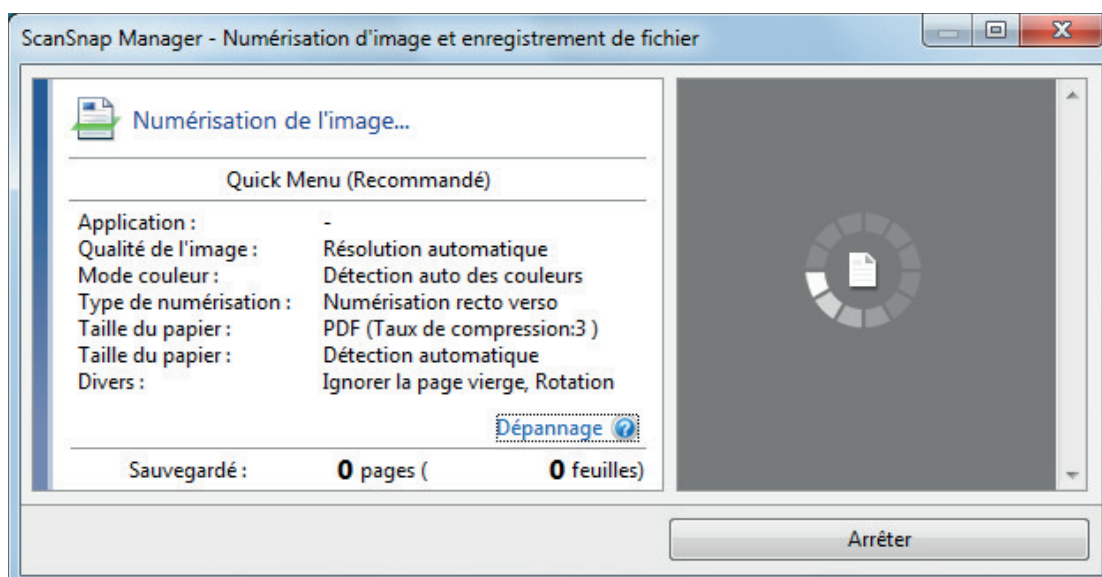 ScanSnap Manager - Numérisation d'image et enregistrement de fichier
Numérisation de l'image...
Quick Menu (Recommandé)
Application : -
Qualité de l'image : Résolution automatique
Mode couleur : Détection auto des couleurs
Type de numérisation : Numérisation recto verso
Taille du papier : PDF (Taux de compression:3 )
Taille du papier : Détection automatique
Divers : Ignorer la page vierge, Rotation
Dépannage
Sauvegardé : 0 pages ( 0 feuilles)
Arrêter